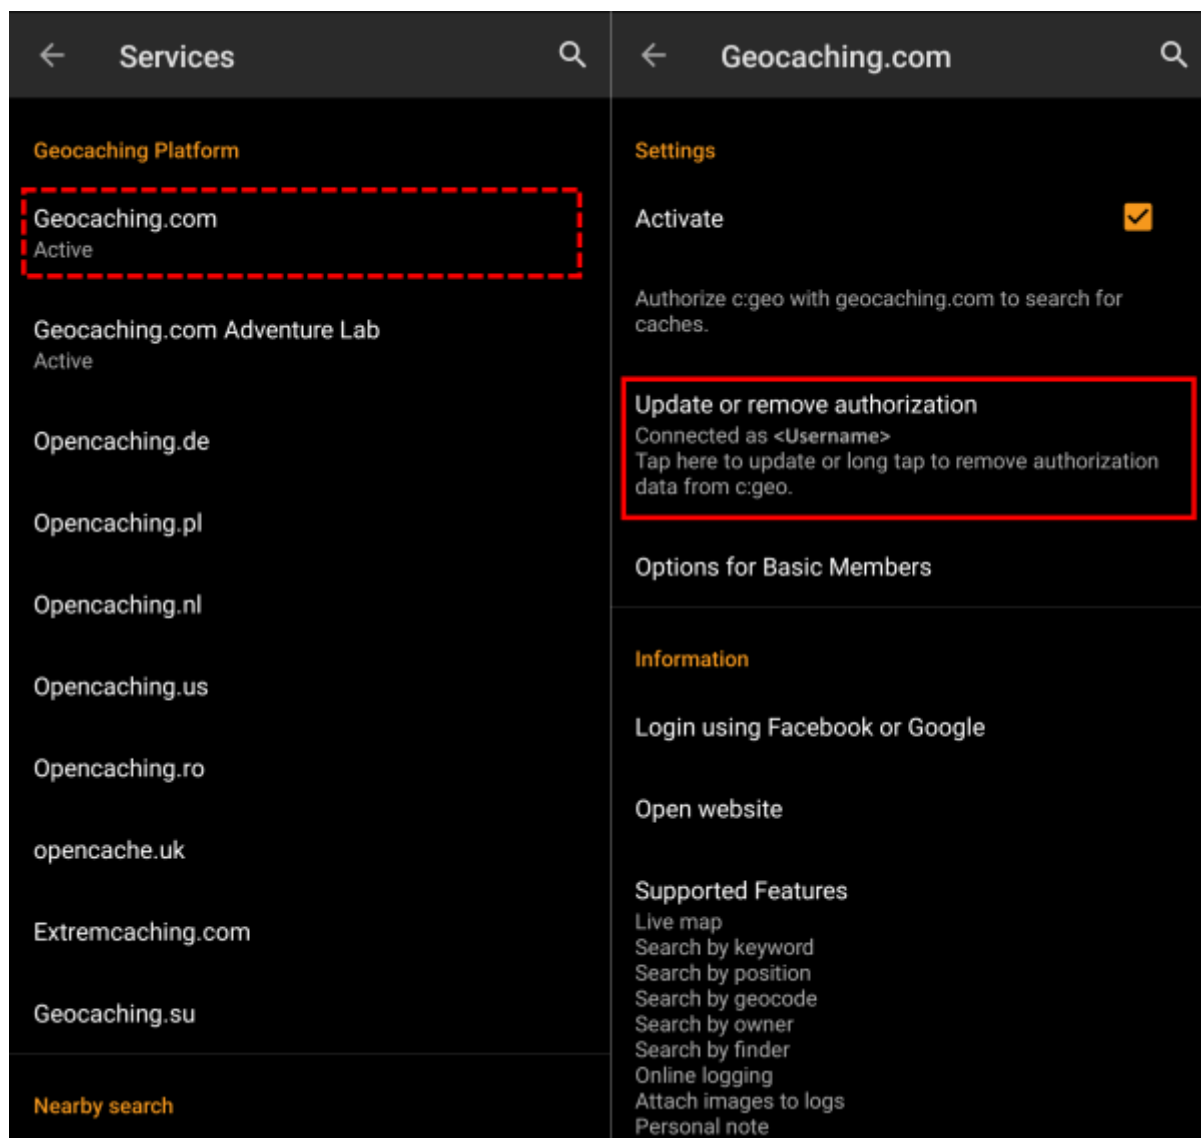 Services
Geocaching Platform
Geocaching.com
Active
Geocaching.com Adventure Lab
Active
Opencaching.de
Opencaching.pl
Opencaching.nl
Opencaching.us
Opencaching.ro
opencache.uk
Extremcaching.com
Geocaching.su
Nearby search
Geocaching.com
Settings
Activate
Authorize c:geo with geocaching.com to search for
caches.
Update or remove authorization
Connected as <Username>
Tap here to update or long tap to remove authorization
data from c:geo.
Options for Basic Members
Information
Login using Facebook or Google
Open website
Supported Features
Live map
Search by keyword
Search by position
Search by geocode
Search by owner
Search by finder
Online logging
Attach images to logs
Personal note